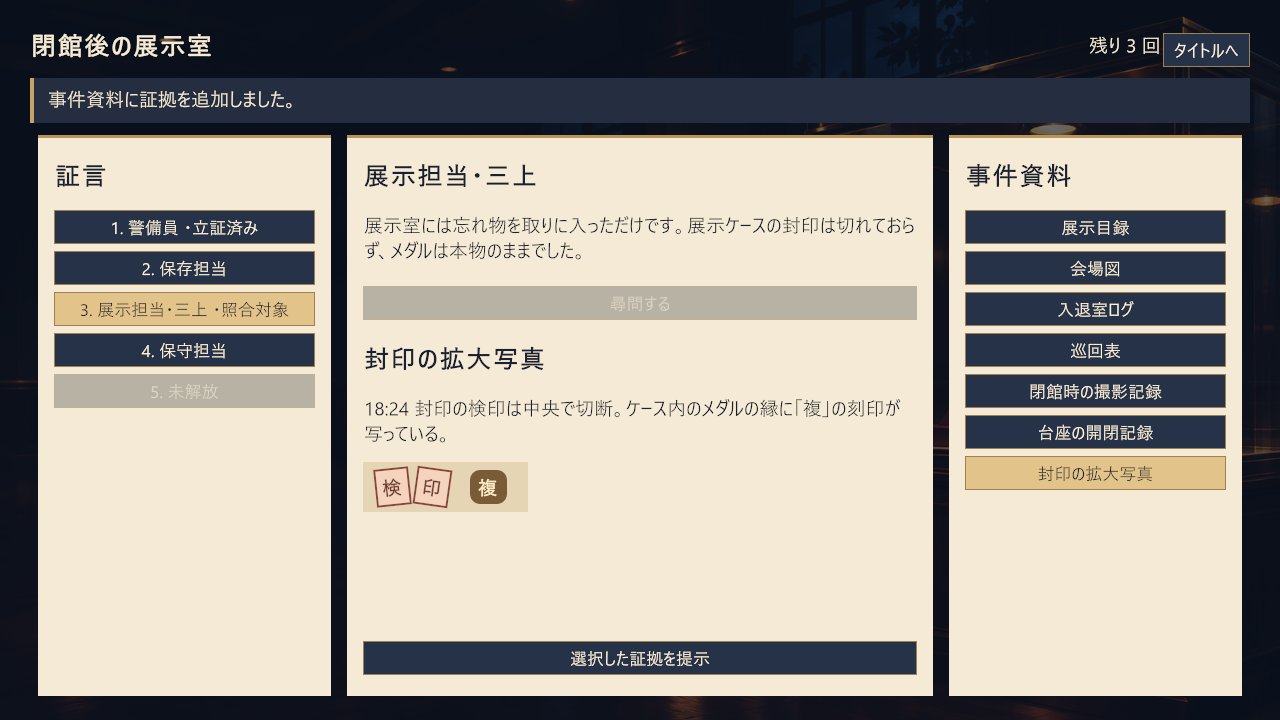 閉館後の展示室
残り 3 回
タイトルへ
事件資料に証拠を追加しました。
証言
1. 警備員 ・立証済み
2. 保存担当
3. 展示担当・三上 ・照合対象
4. 保守担当
5. 未解放
展示担当・三上
展示室には忘れ物を取りに入っただけです。展示ケースの封印は切れておら
ず、メダルは本物のままでした。
尋問する
封印の拡大写真
18:24 封印の検印は中央で切断。ケース内のメダルの縁に「複」の刻印が
写っている。
検 印 複
選択した証拠を提示
事件資料
展示目録
会場図
入退室ログ
巡回表
閉館時の撮影記録
台座の開閉記録
封印の拡大写真